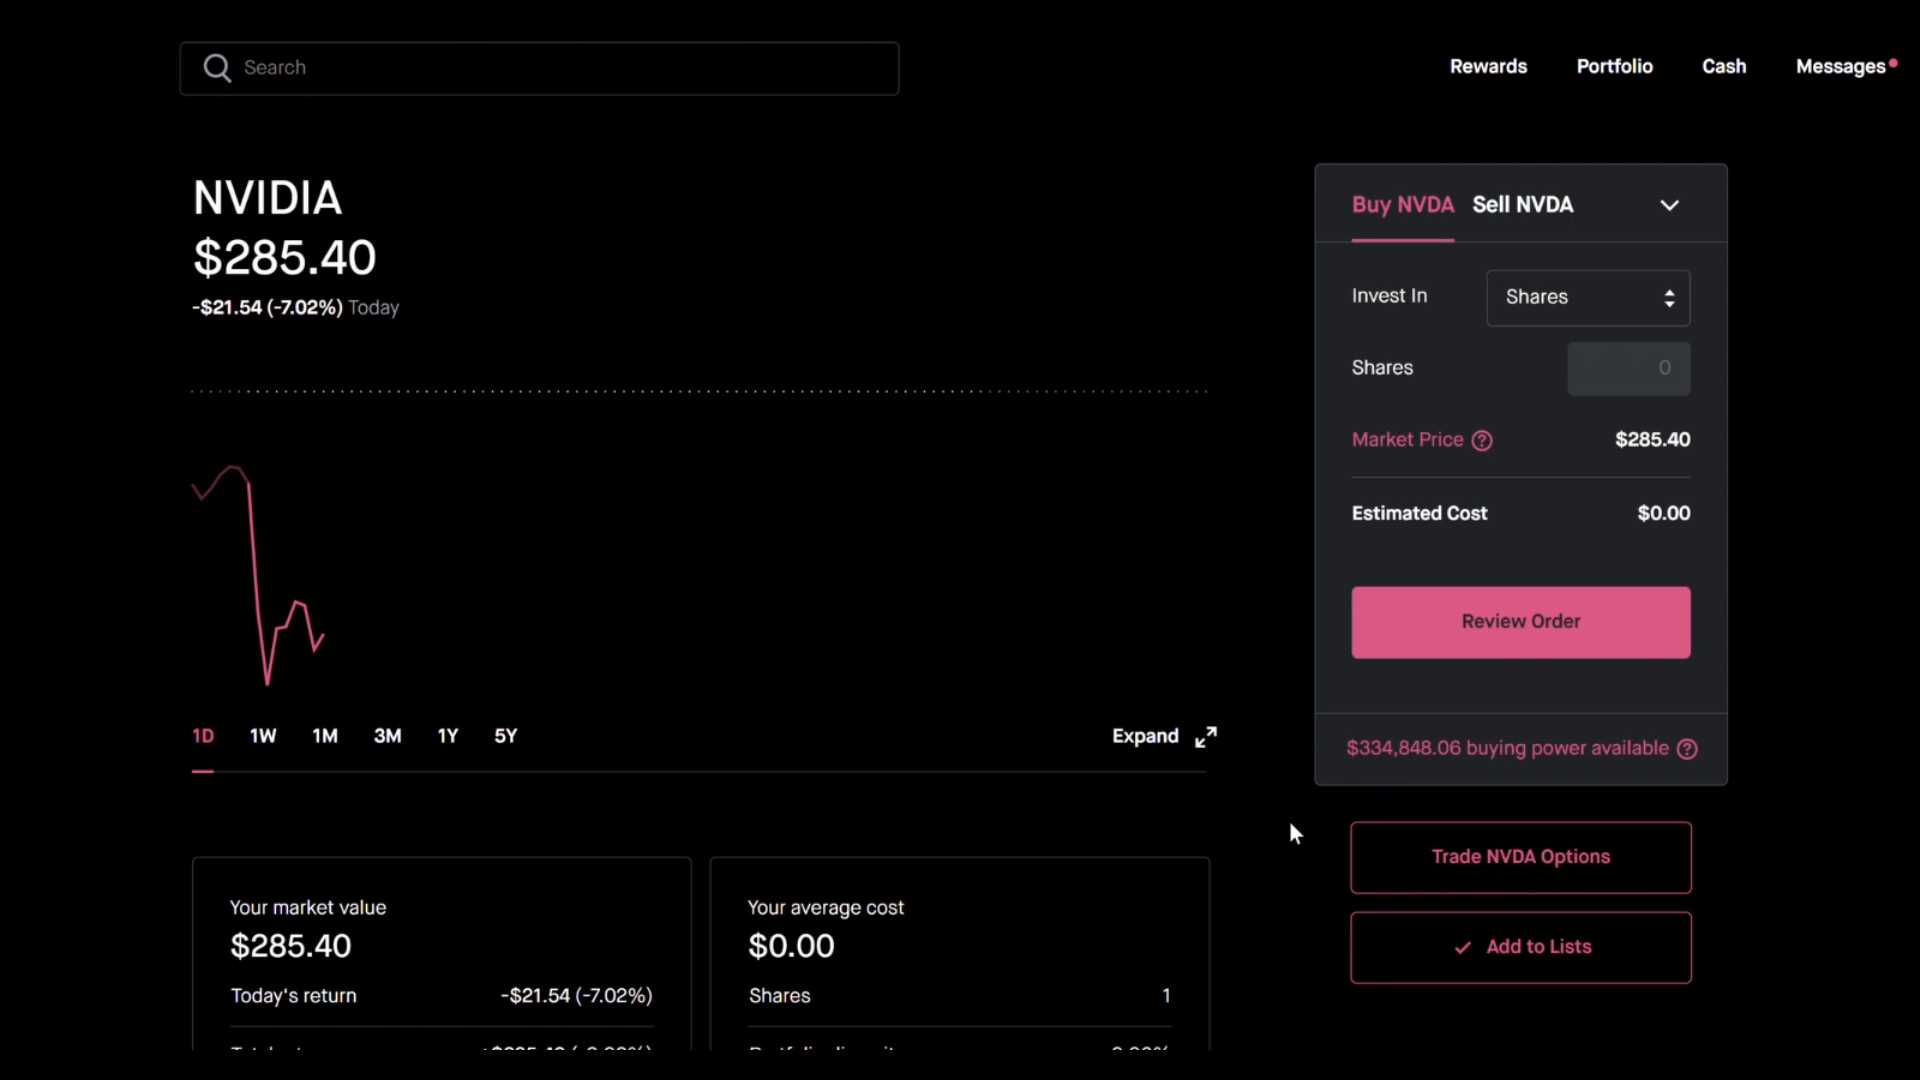 Search
Rewards Portfolio Cash Messages
NVIDIA
$285.40
-$21.54 (-7.02%) Today
1D 1W 1M 3M 1Y 5Y Expand
Buy NVDA Sell NVDA
Invest In Shares
Shares 0
Market Price $285.40
Estimated Cost $0.00
Review Order
$334,848.06 buying power available
Trade NVDA Options
Add to Lists
Your market value
$285.40
Today's return -$21.54 (-7.02%)
Your average cost
$0.00
Shares 1